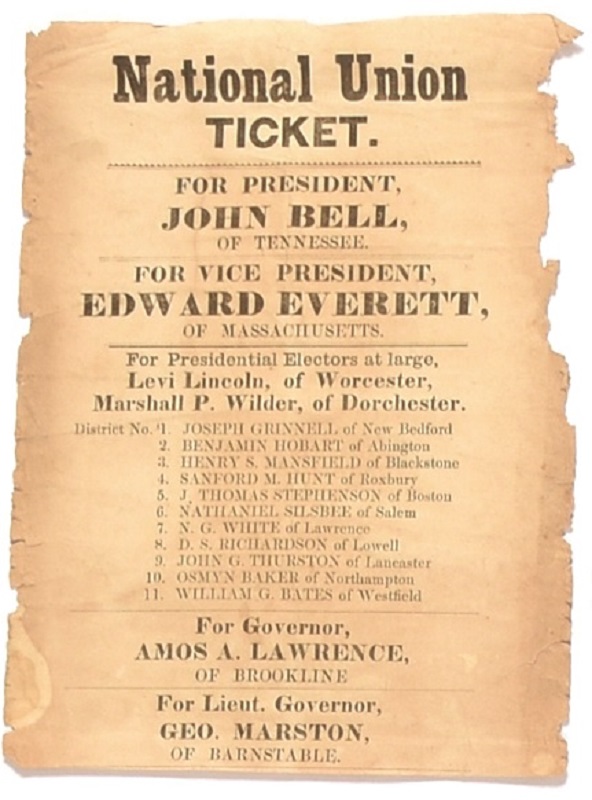 National Union
TICKET.
FOR PRESIDENT,
JOHN BELL,
OF TENNESSEE.
FOR VICE PRESIDENT,
EDWARD EVERETT,
OF MASSACHUSETTS.
For Presidential Electors at large,
Levi Lincoln, of Worcester,
Marshall P. Wilder, of Dorchester.
District No. 1. JOSEPH GRINNELL of New Bedford
2. BENJAMIN HOBART of Abington
3. HENRY S. MANSFIELD of Blackstone
4. SANFORD M. HUNT of Roxbury
5. J. THOMAS STEPHENSON of Boston
6. NATHANIEL SILSBEE of Salem
7. N. G. WHITE of Lawrence
8. D. S. RICHARDSON of Lowell
9. JOHN G. THURSTON of Lancaster
10. OSMYN BAKER of Northampton
11. WILLIAM G. BATES of Westfield
For Governor,
AMOS A. LAWRENCE,
OF BROOKLINE
For Lieut. Governor,
GEO. MARSTON,
OF BARNSTABLE.